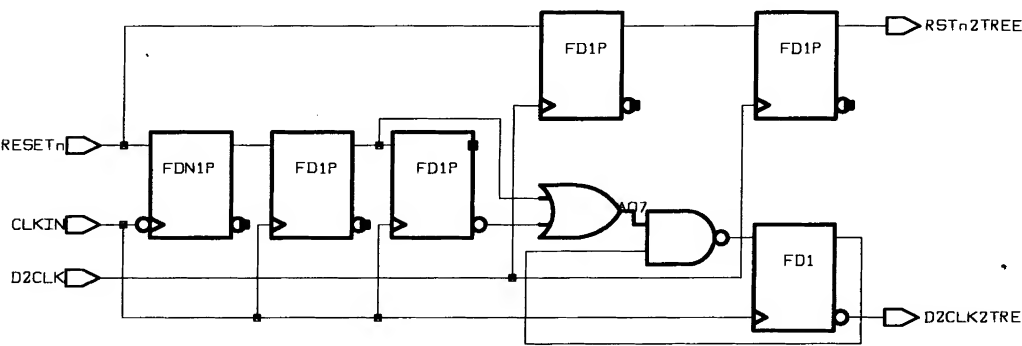 FD1P
FD1P
RSTn2TREE
RESETn
FDN1P
FD1P
FD1P
AO7
CLKIN
D2CLK
FD1
D2CLK2TRE